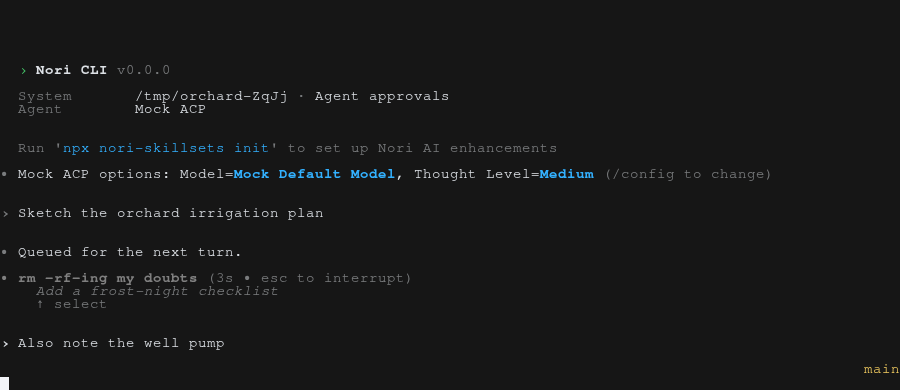 › Nori CLI v0.0.0
System /tmp/orchard-ZqJj · Agent approvals
Agent Mock ACP
Run 'npx nori-skillsets init' to set up Nori AI enhancements
• Mock ACP options: Model=Mock Default Model, Thought Level=Medium (/config to change)
› Sketch the orchard irrigation plan
• Queued for the next turn.
• rm -rf-ing my doubts (3s • esc to interrupt)
Add a frost-night checklist
↑ select
› Also note the well pump
main